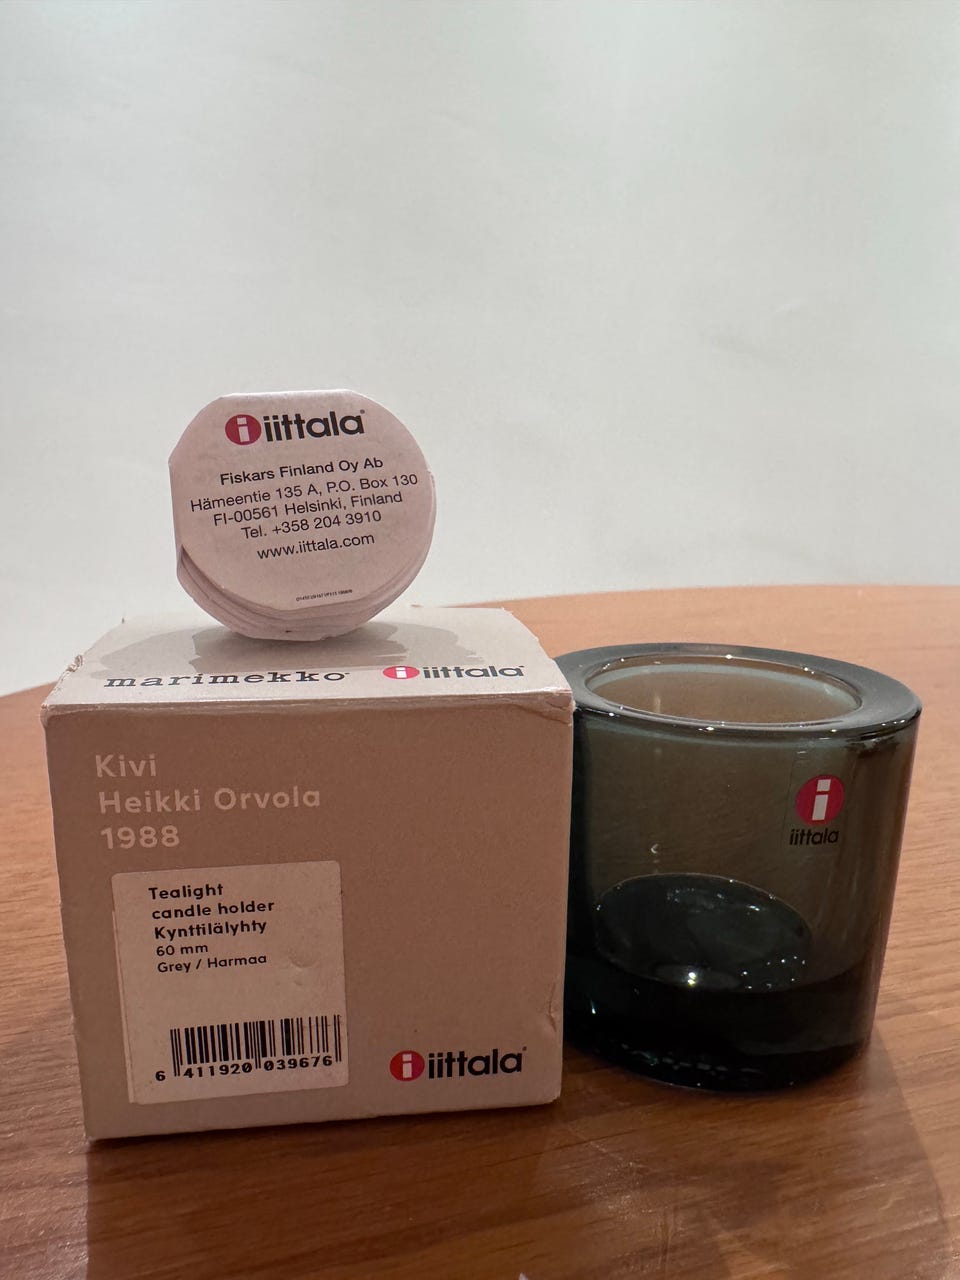 iittala
Fiskars Finland Oy Ab
Hämeentie 135 A, P.O. Box 130
FI-00561 Helsinki, Finland
Tel. +358 204 3910
www.iittala.com
marimekko iittala
Kivi
Heikki Orvola
1988
Tealight
candle holder
Kynttilälyhty
60 mm
Grey / Harmaa
6 411920 039676
iittala
iittala